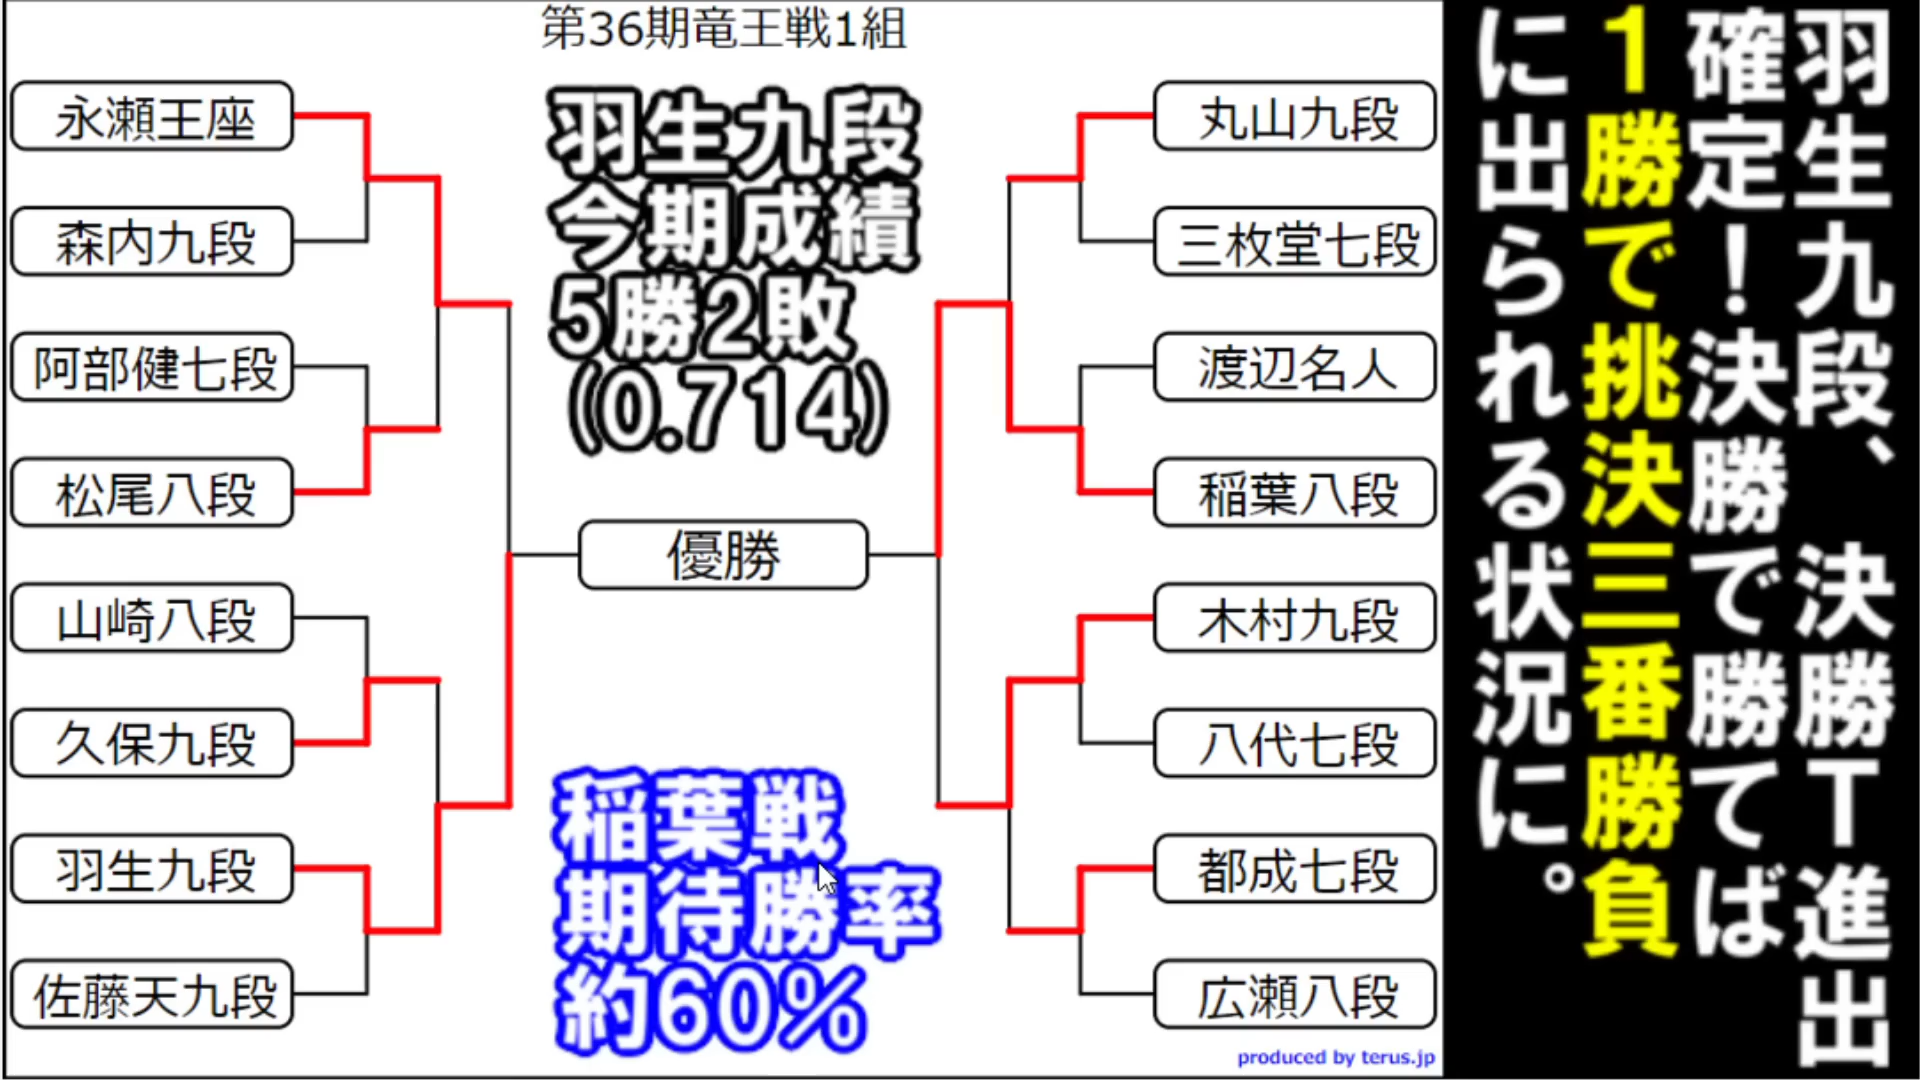 第36期竜王戦1組
永瀬王座
森内九段
阿部健七段
松尾八段
山崎八段
久保九段
羽生九段
佐藤天九段
羽生九段
今期成績
5勝2敗
(0.714)
優勝
稲葉戦
期待勝率
約60%
丸山九段
三枚堂七段
渡辺名人
稲葉八段
木村九段
八代七段
都成七段
広瀬八段
produced by terus.jp
羽生九段、決勝T進出
確定!決勝で勝てば
1勝で挑決三番勝負
に出られる状況に。